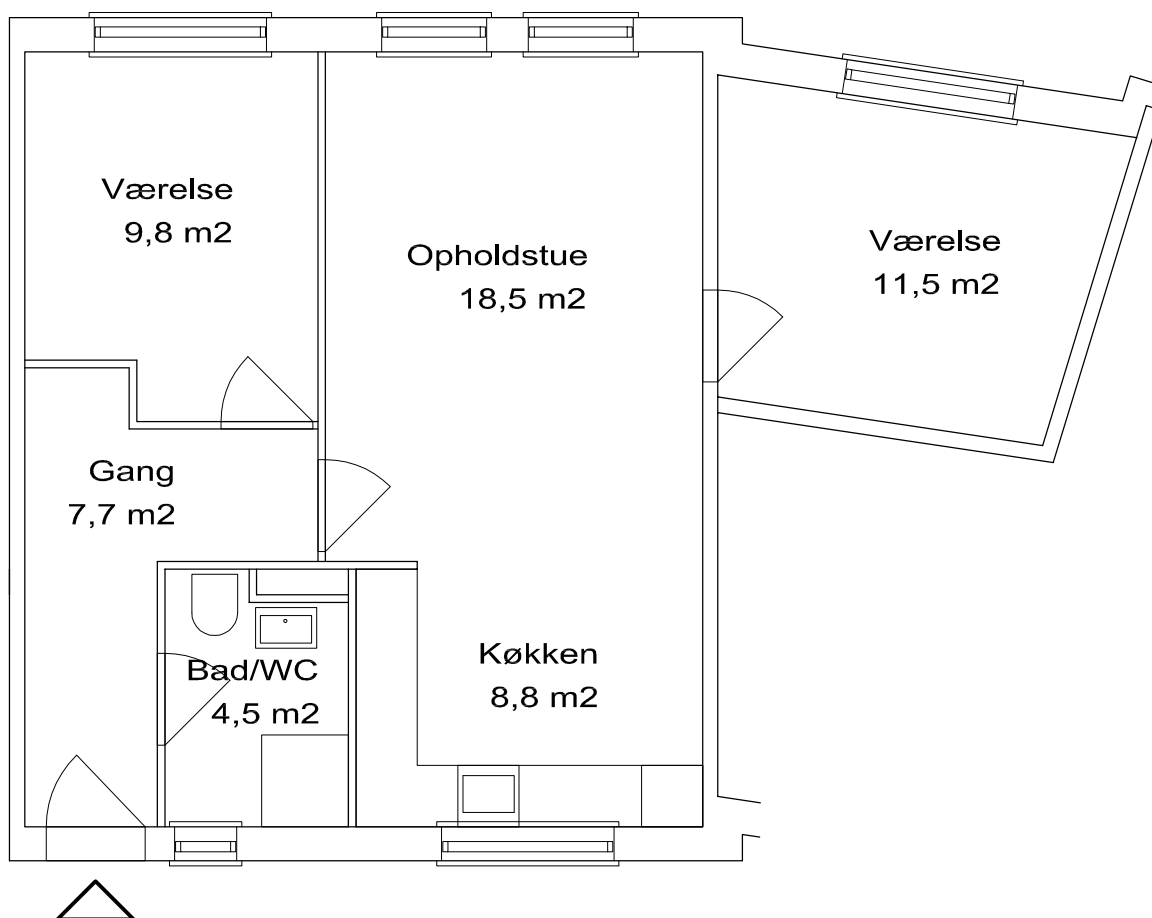 Værelse
9,8 m2
Opholdstue
18,5 m2
Værelse
11,5 m2
Gang
7,7 m2
Bad/WC
4,5 m2
Køkken
8,8 m2